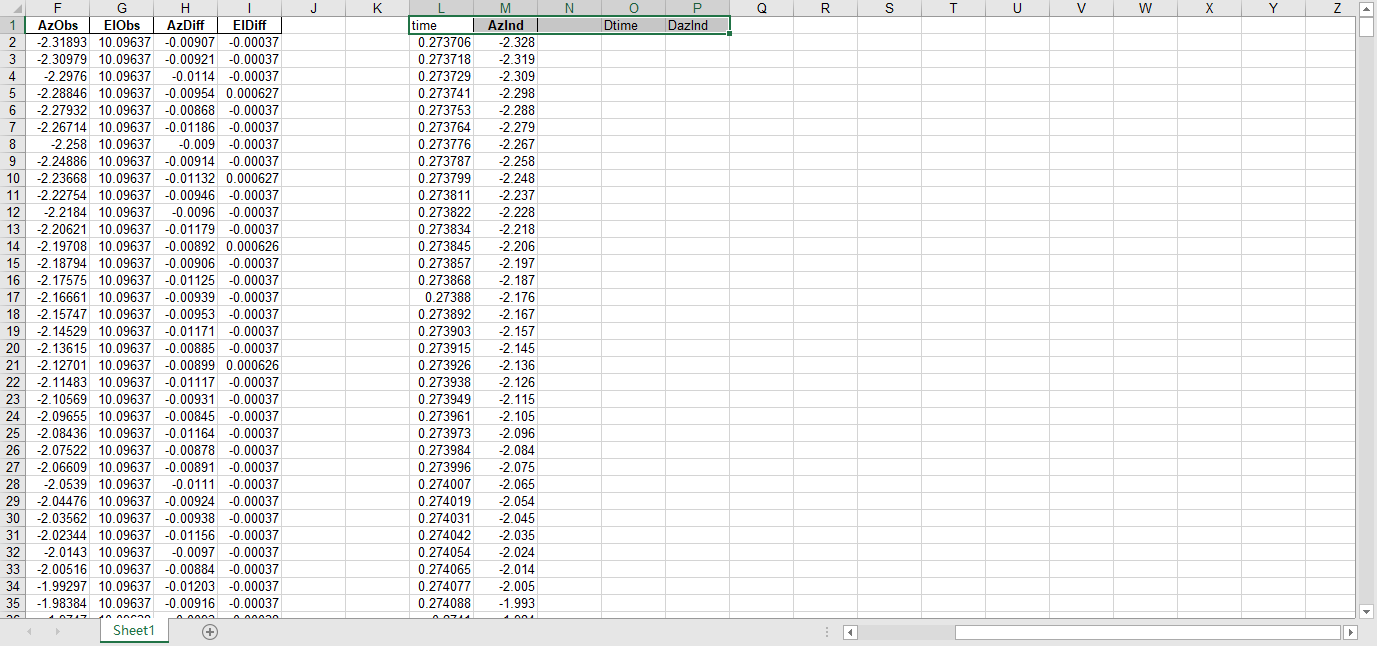 F G H I J K L M N O P Q R S T U V W X Y Z
1 AzObs ElObs AzDiff ElDiff time AzInd Dtime DazInd
2 -2.31893 10.09637 -0.00907 -0.00037 0.273706 -2.328
3 -2.30979 10.09637 -0.00921 -0.00037 0.273718 -2.319
4 -2.2976 10.09637 -0.0114 -0.00037 0.273729 -2.309
5 -2.28846 10.09637 -0.00954 0.000627 0.273741 -2.298
6 -2.27932 10.09637 -0.00868 -0.00037 0.273753 -2.288
7 -2.26714 10.09637 -0.01186 -0.00037 0.273764 -2.279
8 -2.258 10.09637 -0.009 -0.00037 0.273776 -2.267
9 -2.24886 10.09637 -0.00914 -0.00037 0.273787 -2.258
10 -2.23668 10.09637 -0.01132 0.000627 0.273799 -2.248
11 -2.22754 10.09637 -0.00946 -0.00037 0.273811 -2.237
12 -2.2184 10.09637 -0.0096 -0.00037 0.273822 -2.228
13 -2.20621 10.09637 -0.01179 -0.00037 0.273834 -2.218
14 -2.19708 10.09637 -0.00892 0.000626 0.273845 -2.206
15 -2.18794 10.09637 -0.00906 -0.00037 0.273857 -2.197
16 -2.17575 10.09637 -0.01125 -0.00037 0.273868 -2.187
17 -2.16661 10.09637 -0.00939 -0.00037 0.27388 -2.176
18 -2.15747 10.09637 -0.00953 -0.00037 0.273892 -2.167
19 -2.14529 10.09637 -0.01171 -0.00037 0.273903 -2.157
20 -2.13615 10.09637 -0.00885 -0.00037 0.273915 -2.145
21 -2.12701 10.09637 -0.00899 0.000626 0.273926 -2.136
22 -2.11483 10.09637 -0.01117 -0.00037 0.273938 -2.126
23 -2.10569 10.09637 -0.00931 -0.00037 0.273949 -2.115
24 -2.09655 10.09637 -0.00845 -0.00037 0.273961 -2.105
25 -2.08436 10.09637 -0.01164 -0.00037 0.273973 -2.096
26 -2.07522 10.09637 -0.00878 -0.00037 0.273984 -2.084
27 -2.06609 10.09637 -0.00891 -0.00037 0.273996 -2.075
28 -2.0539 10.09637 -0.0111 -0.00037 0.274007 -2.065
29 -2.04476 10.09637 -0.00924 -0.00037 0.274019 -2.054
30 -2.03562 10.09637 -0.00938 -0.00037 0.274031 -2.045
31 -2.02344 10.09637 -0.01156 -0.00037 0.274042 -2.035
32 -2.0143 10.09637 -0.0097 -0.00037 0.274054 -2.024
33 -2.00516 10.09637 -0.00884 -0.00037 0.274065 -2.014
34 -1.99297 10.09637 -0.01203 -0.00037 0.274077 -2.005
35 -1.98384 10.09637 -0.00916 -0.00037 0.274088 -1.993
Sheet1